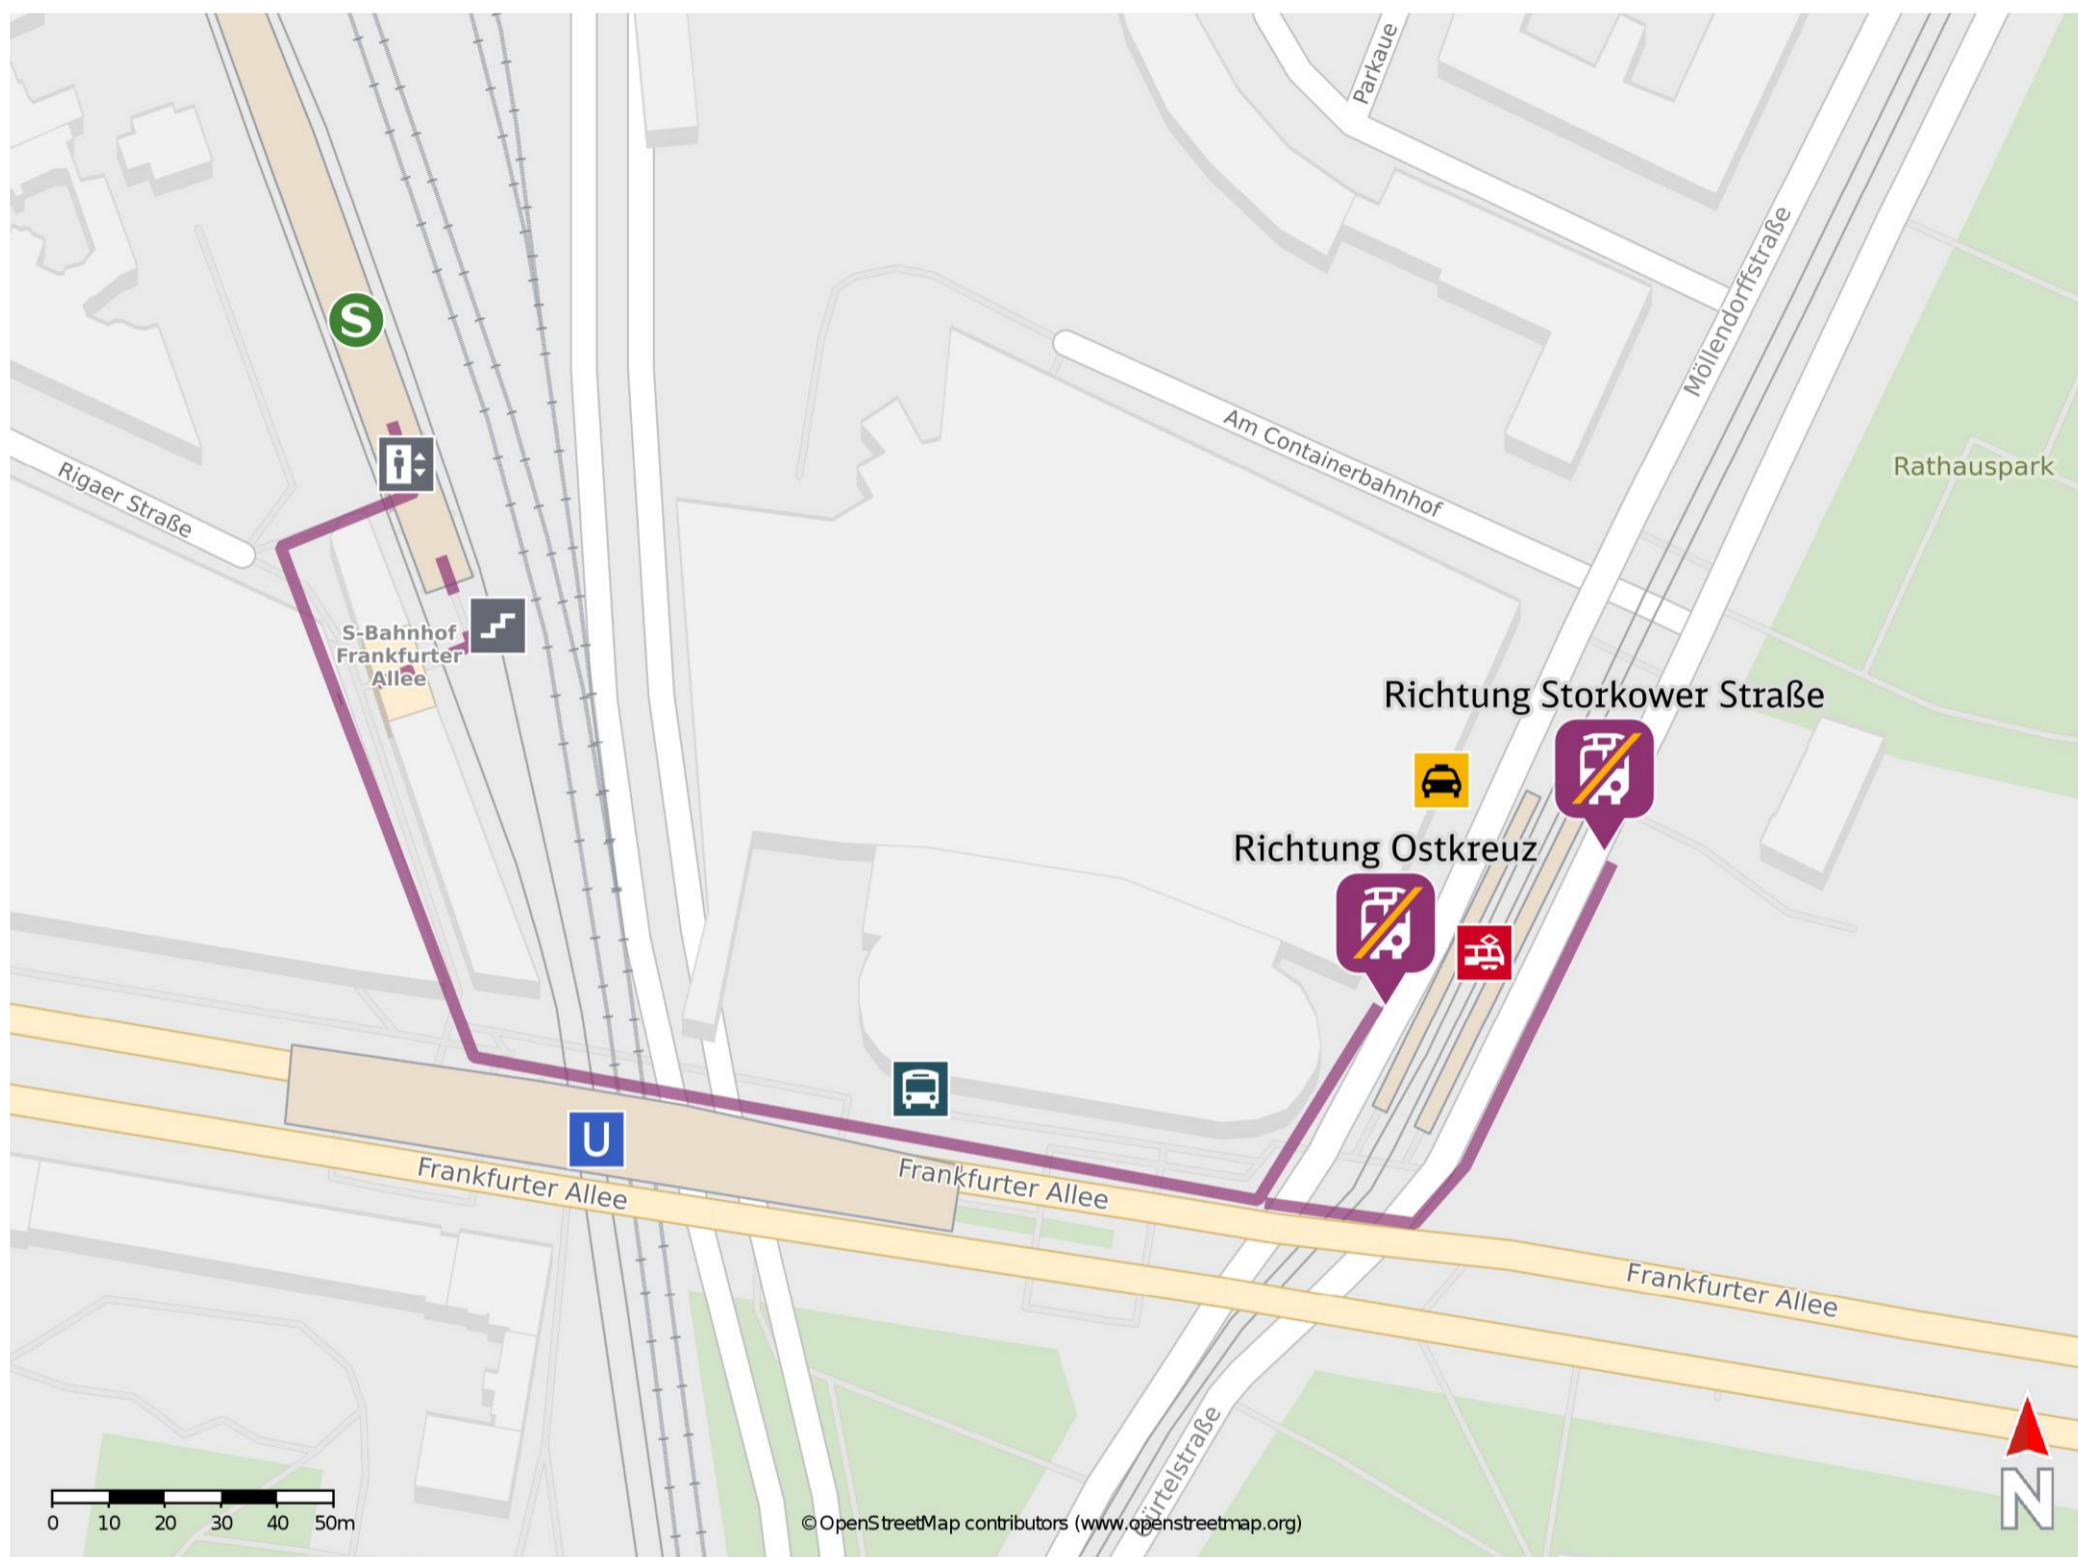 Parkaue
S
Möllendorffstraße
Am Containerbahnhof
Rathauspark
Rigaer Straße
S-Bahnhof
Frankfurter
Allee
Richtung Storkower Straße
Richtung Ostkreuz
U
Frankfurter Allee
Frankfurter Allee
Frankfurter Allee
Gürtelstraße
N
0 10 20 30 40 50m
© OpenStreetMap contributors (www.openstreetmap.org)